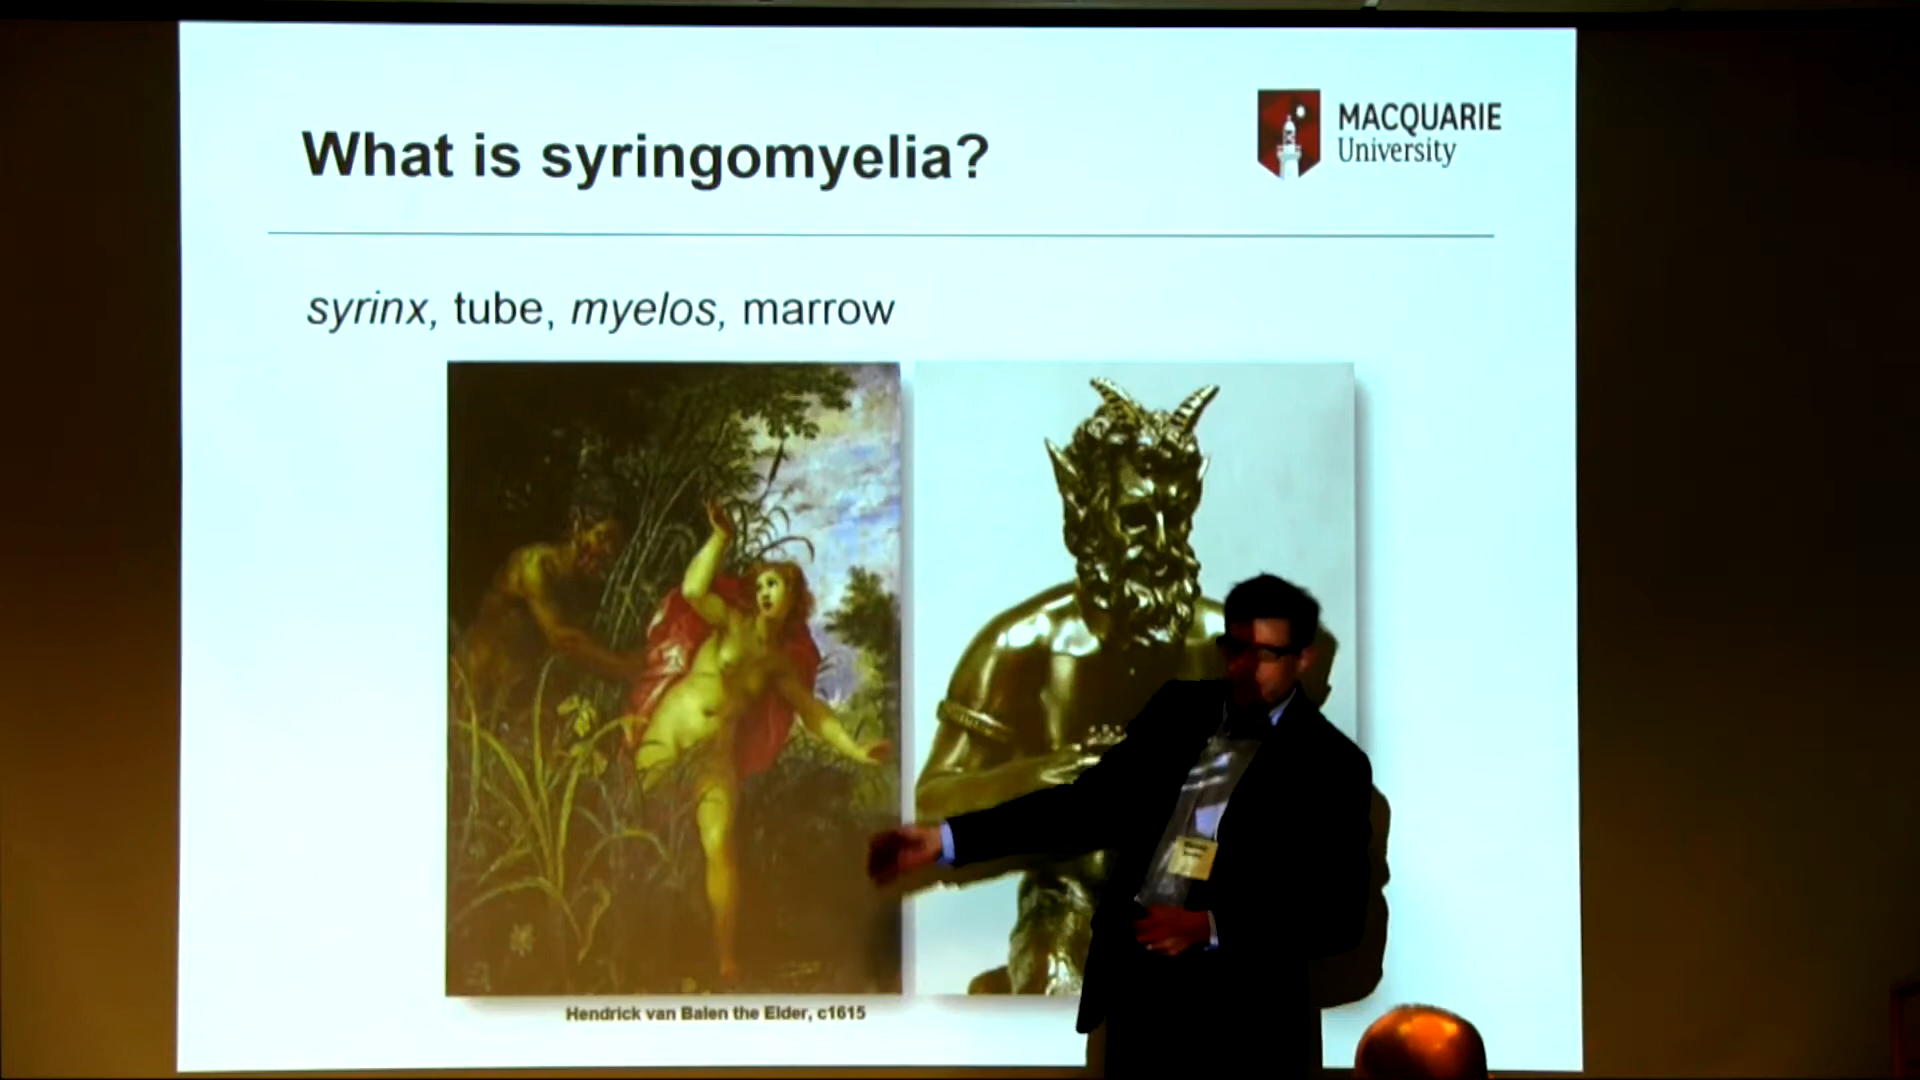 What is syringomyelia?
MACQUARIE
University
syrinx, tube, myelos, marrow
Hendrick van Balen the Elder, c1615